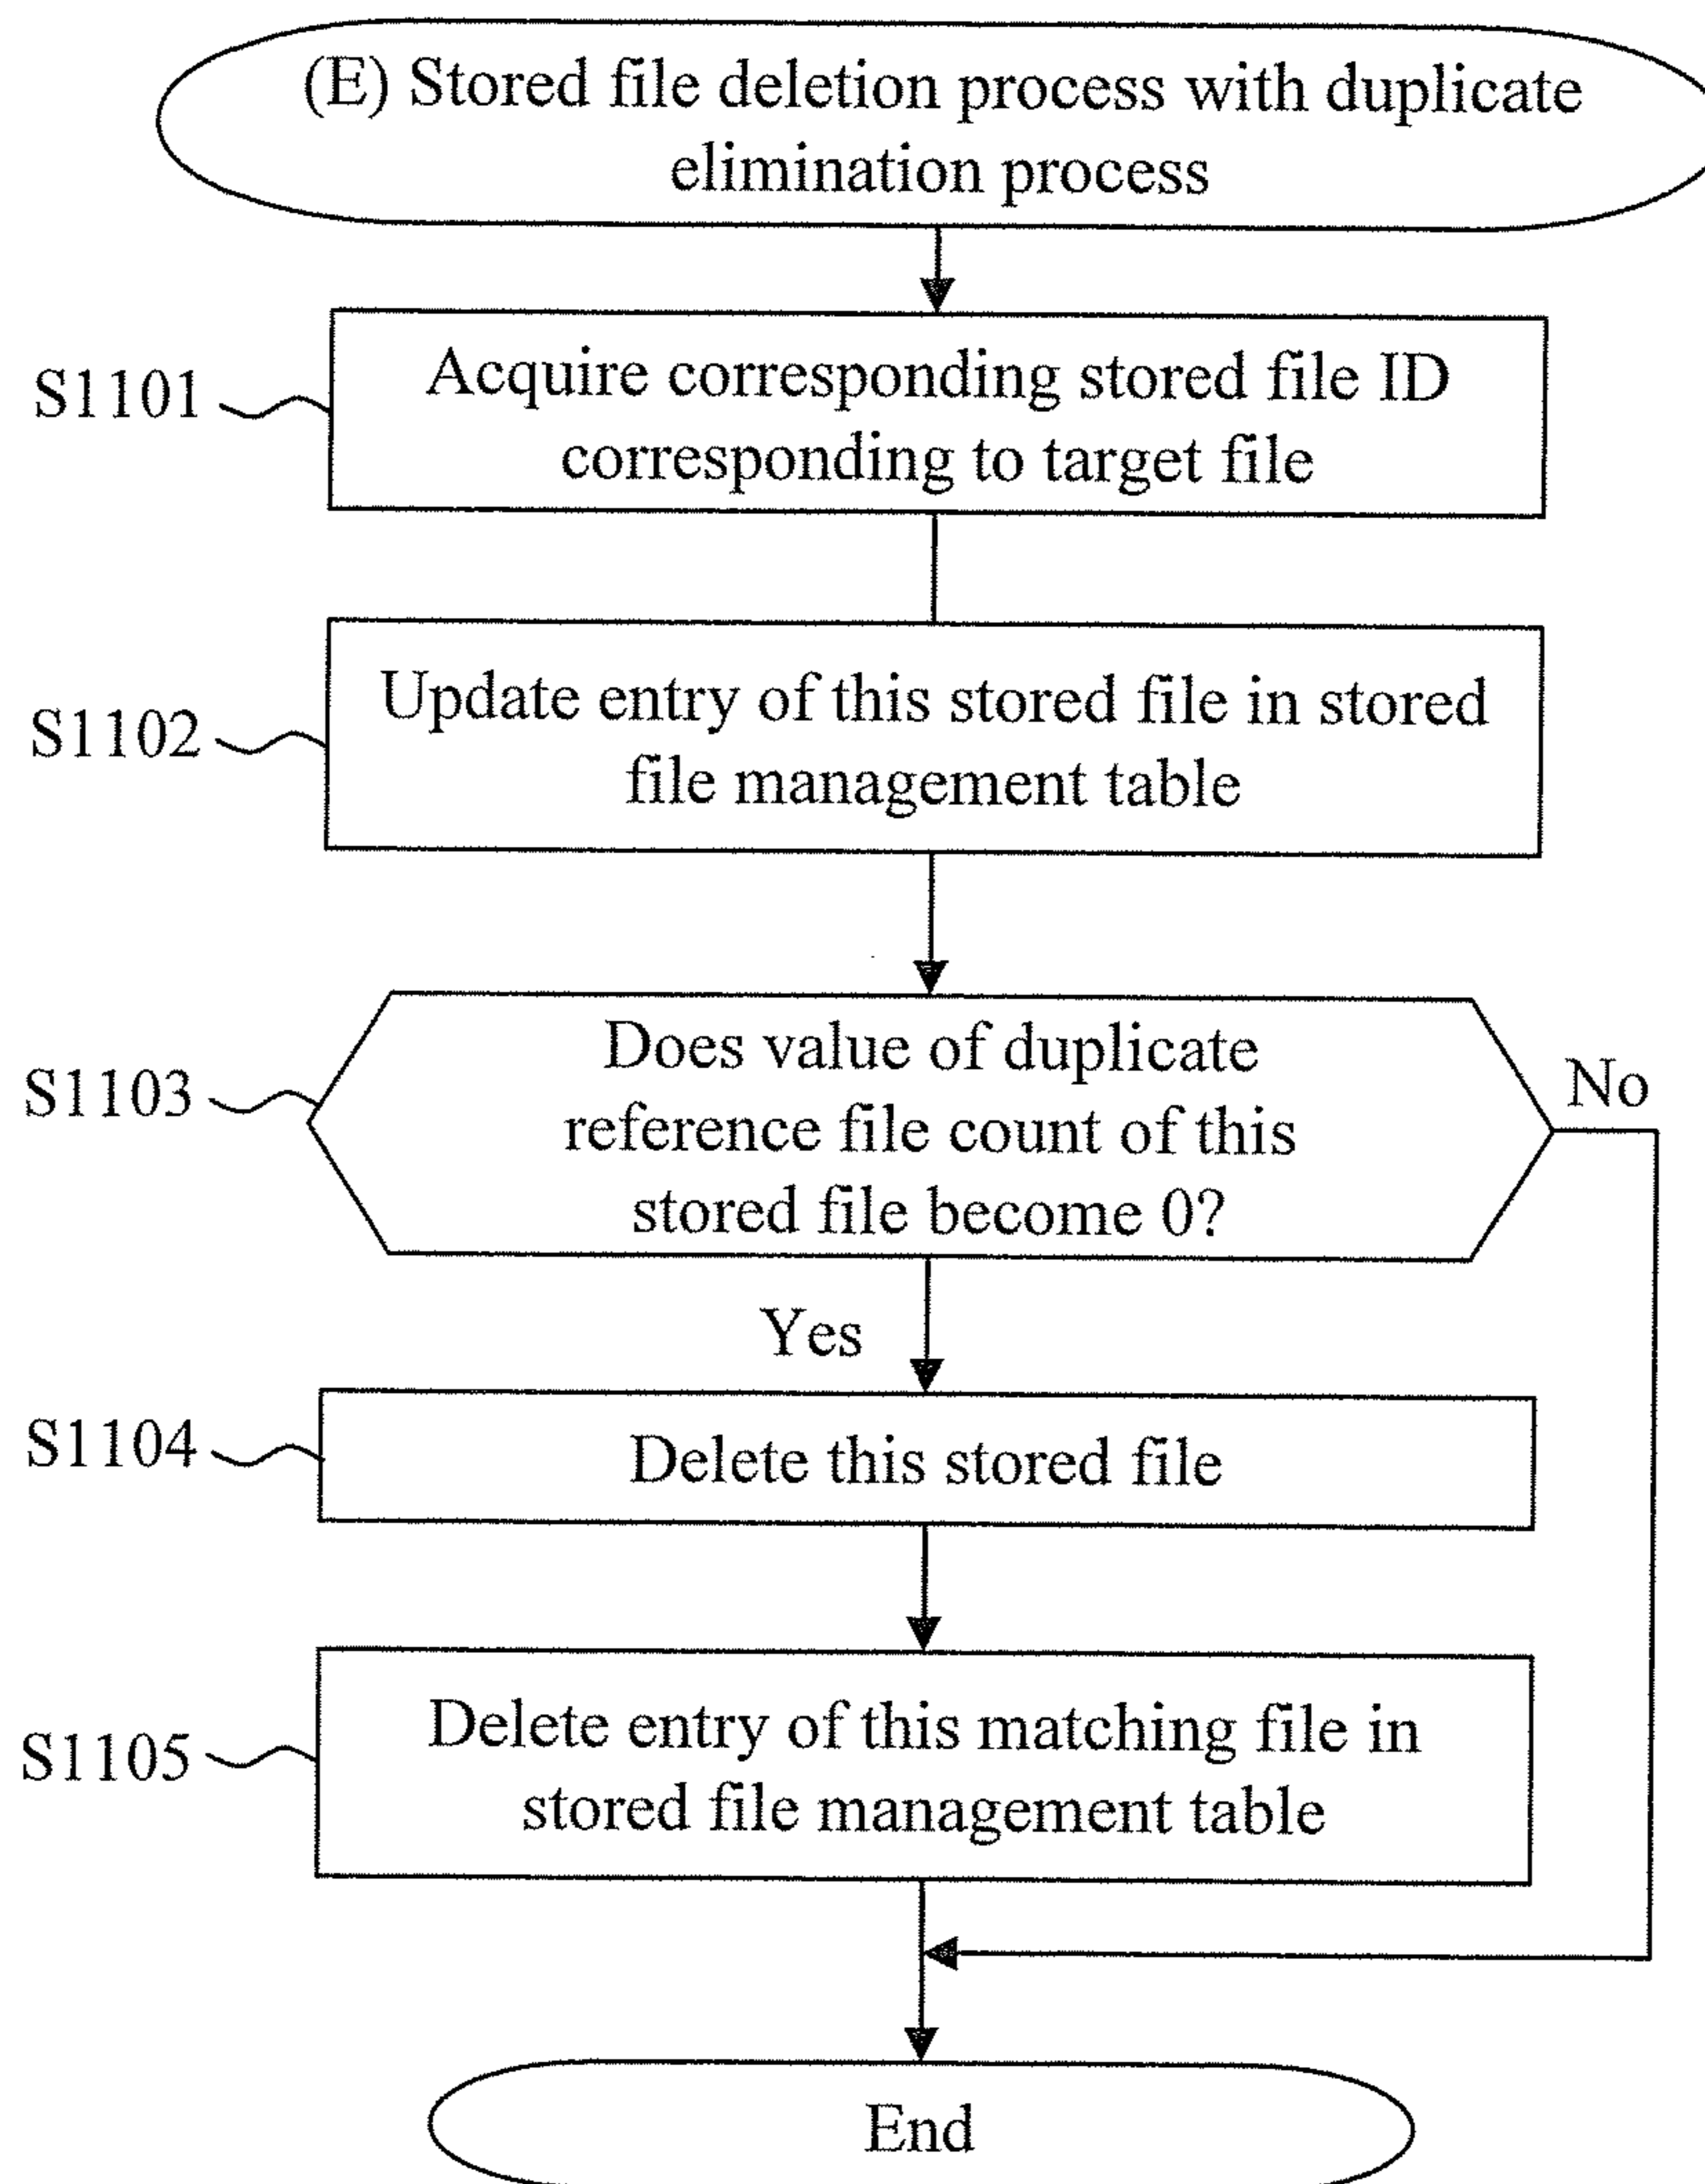 (E) Stored file deletion process with duplicate
elimination process
S1101
Acquire corresponding stored file ID
corresponding to target file
S1102
Update entry of this stored file in stored
file management table
S1103
Does value of duplicate
reference file count of this
stored file become 0?
No
Yes
S1104
Delete this stored file
S1105
Delete entry of this matching file in
stored file management table
End